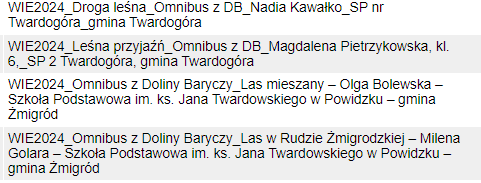 WIE2024_Droga leśna_Omnibus z DB_Nadia Kawałko_SP nr
Twardogóra_gmina Twardogóra
WIE2024_Leśna przyjaźń_Omnibus z DB_Magdalena Pietrzykowska, kl.
6,_SP 2 Twardogóra, gmina Twardogóra
WIE2024_Omnibus z Doliny Baryczy_Las mieszany – Olga Bolewska –
Szkoła Podstawowa im. ks. Jana Twardowskiego w Powidzku – gmina
Żmigród
WIE2024_Omnibus z Doliny Baryczy_Las w Rudzie Żmigrodzkiej – Milena
Golara – Szkoła Podstawowa im. ks. Jana Twardowskiego w Powidzku –
gmina Żmigród